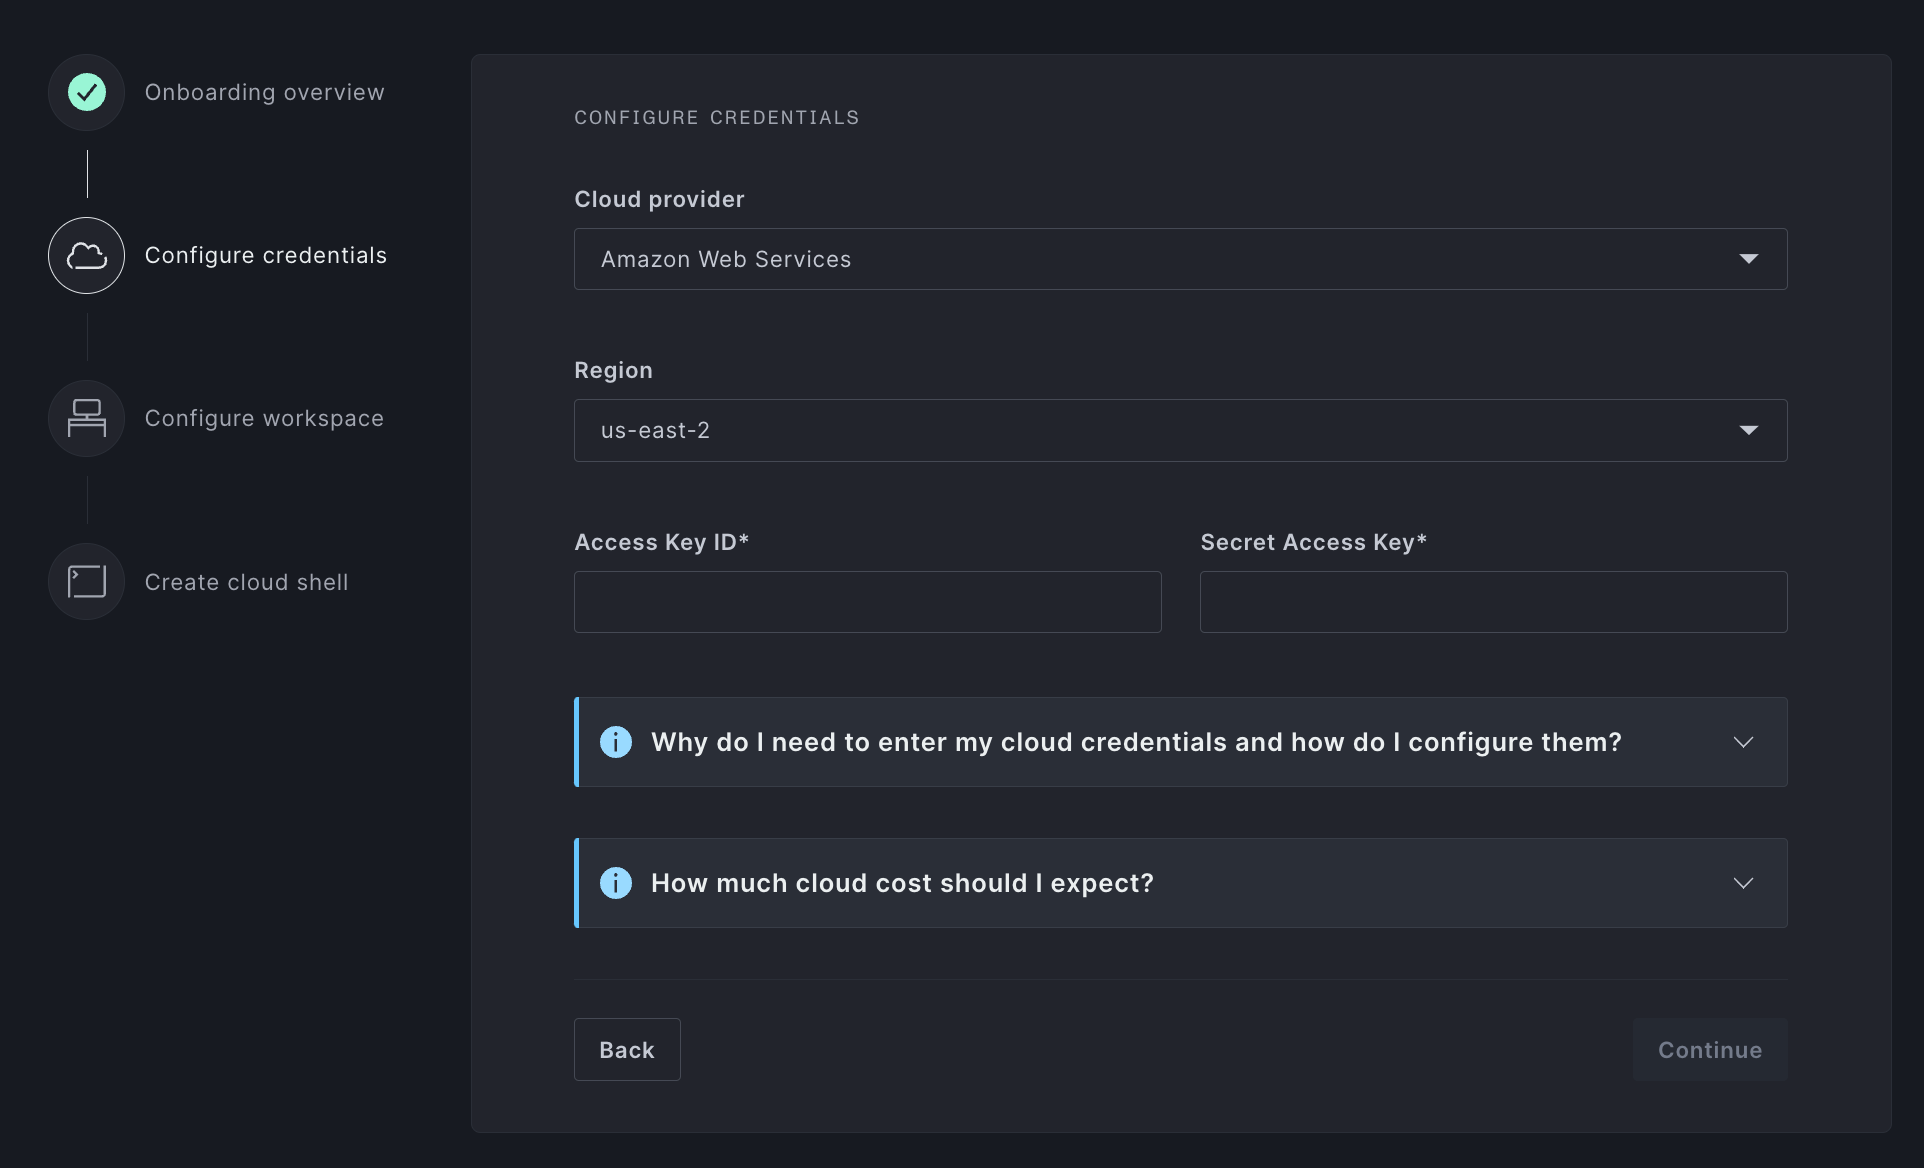 Onboarding overview
Configure credentials
Configure workspace
Create cloud shell
CONFIGURE CREDENTIALS
Cloud provider
Amazon Web Services
Region
us-east-2
Access Key ID*
Secret Access Key*
Why do I need to enter my cloud credentials and how do I configure them?
How much cloud cost should I expect?
Back
Continue